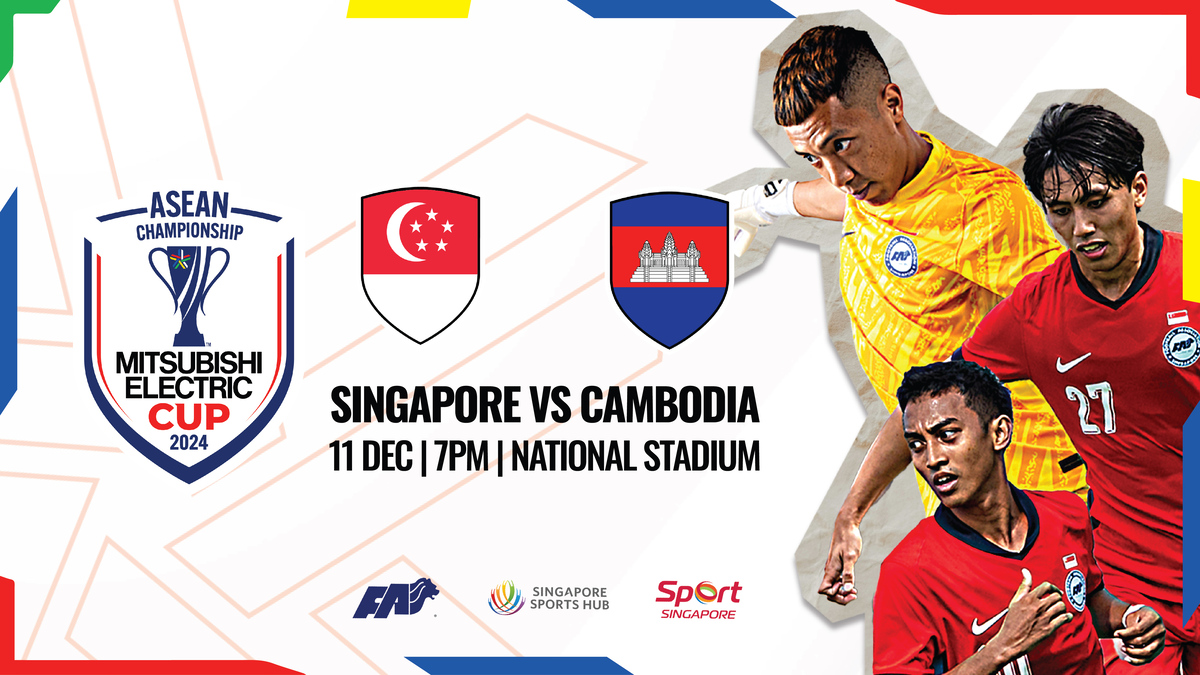 ASEAN
CHAMPIONSHIP
MITSUBISHI
ELECTRIC
CUP
2024
SINGAPORE VS CAMBODIA
11 DEC | 7PM | NATIONAL STADIUM
FAS
SINGAPORE
SPORTS HUB
Sport
SINGAPORE
27